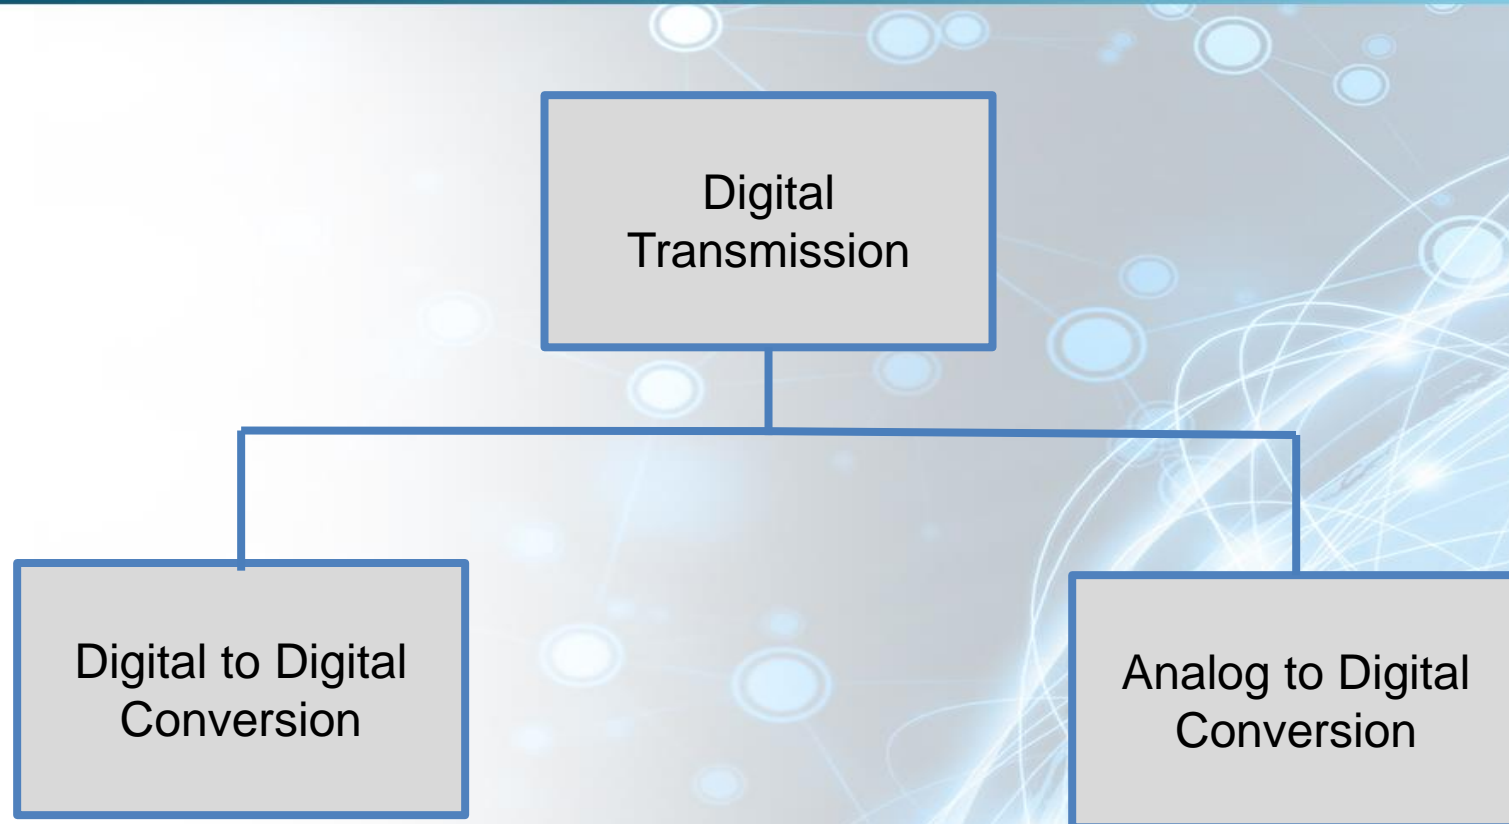 Digital
Transmission
Digital to Digital
Conversion
Analog to Digital
Conversion